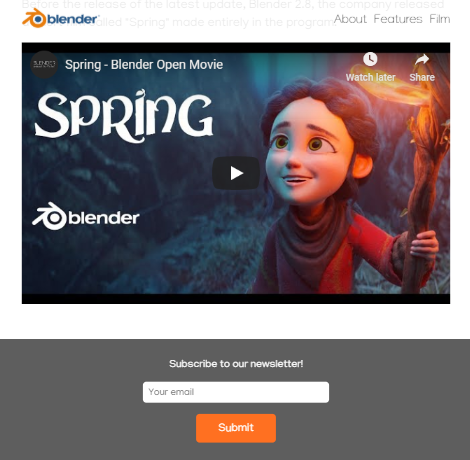 Before the release of the latest update, Blender 2.8, the company released
blender
called "Spring" made entirely in the program
About Features Film
Spring - Blender Open Movie
Watch later
Share
SPRING
blender
Subscribe to our newsletter!
Your email
Submit